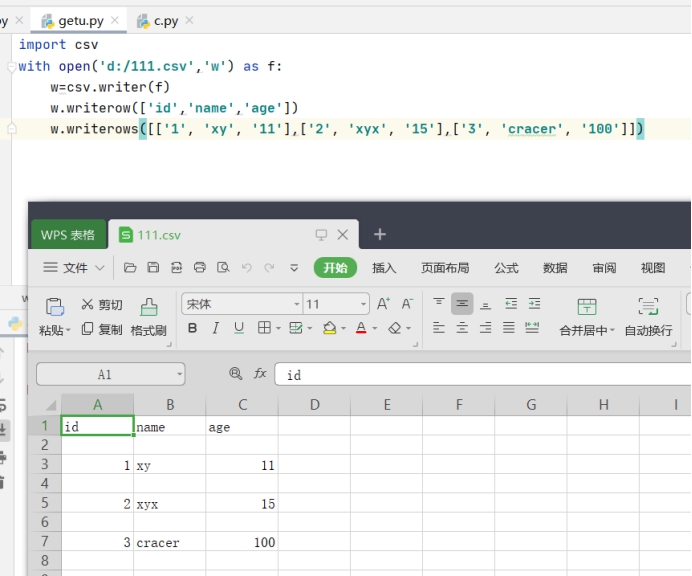 py
getu.py
c.py
import csv
with open('d:/111.csv','w') as f:
w=csv.writer(f)
w.writerow(['id','name','age'])
w.writerows([['1', 'xy', '11'],['2', 'xyx', '15'],['3', 'cracer', '100']])
WPS 表格
S 111.csv
文件
开始
插入
页面布局
公式
数据
审阅
视图
粘贴
剪切
复制
格式刷
宋体
11
A+
A-
B I U
A
合并居中
自动换行
A1
fx
id
A B C D E F G H I
1 id name age
2
3 1 xy 11
4
5 2 xyx 15
6
7 3 cracer 100
8